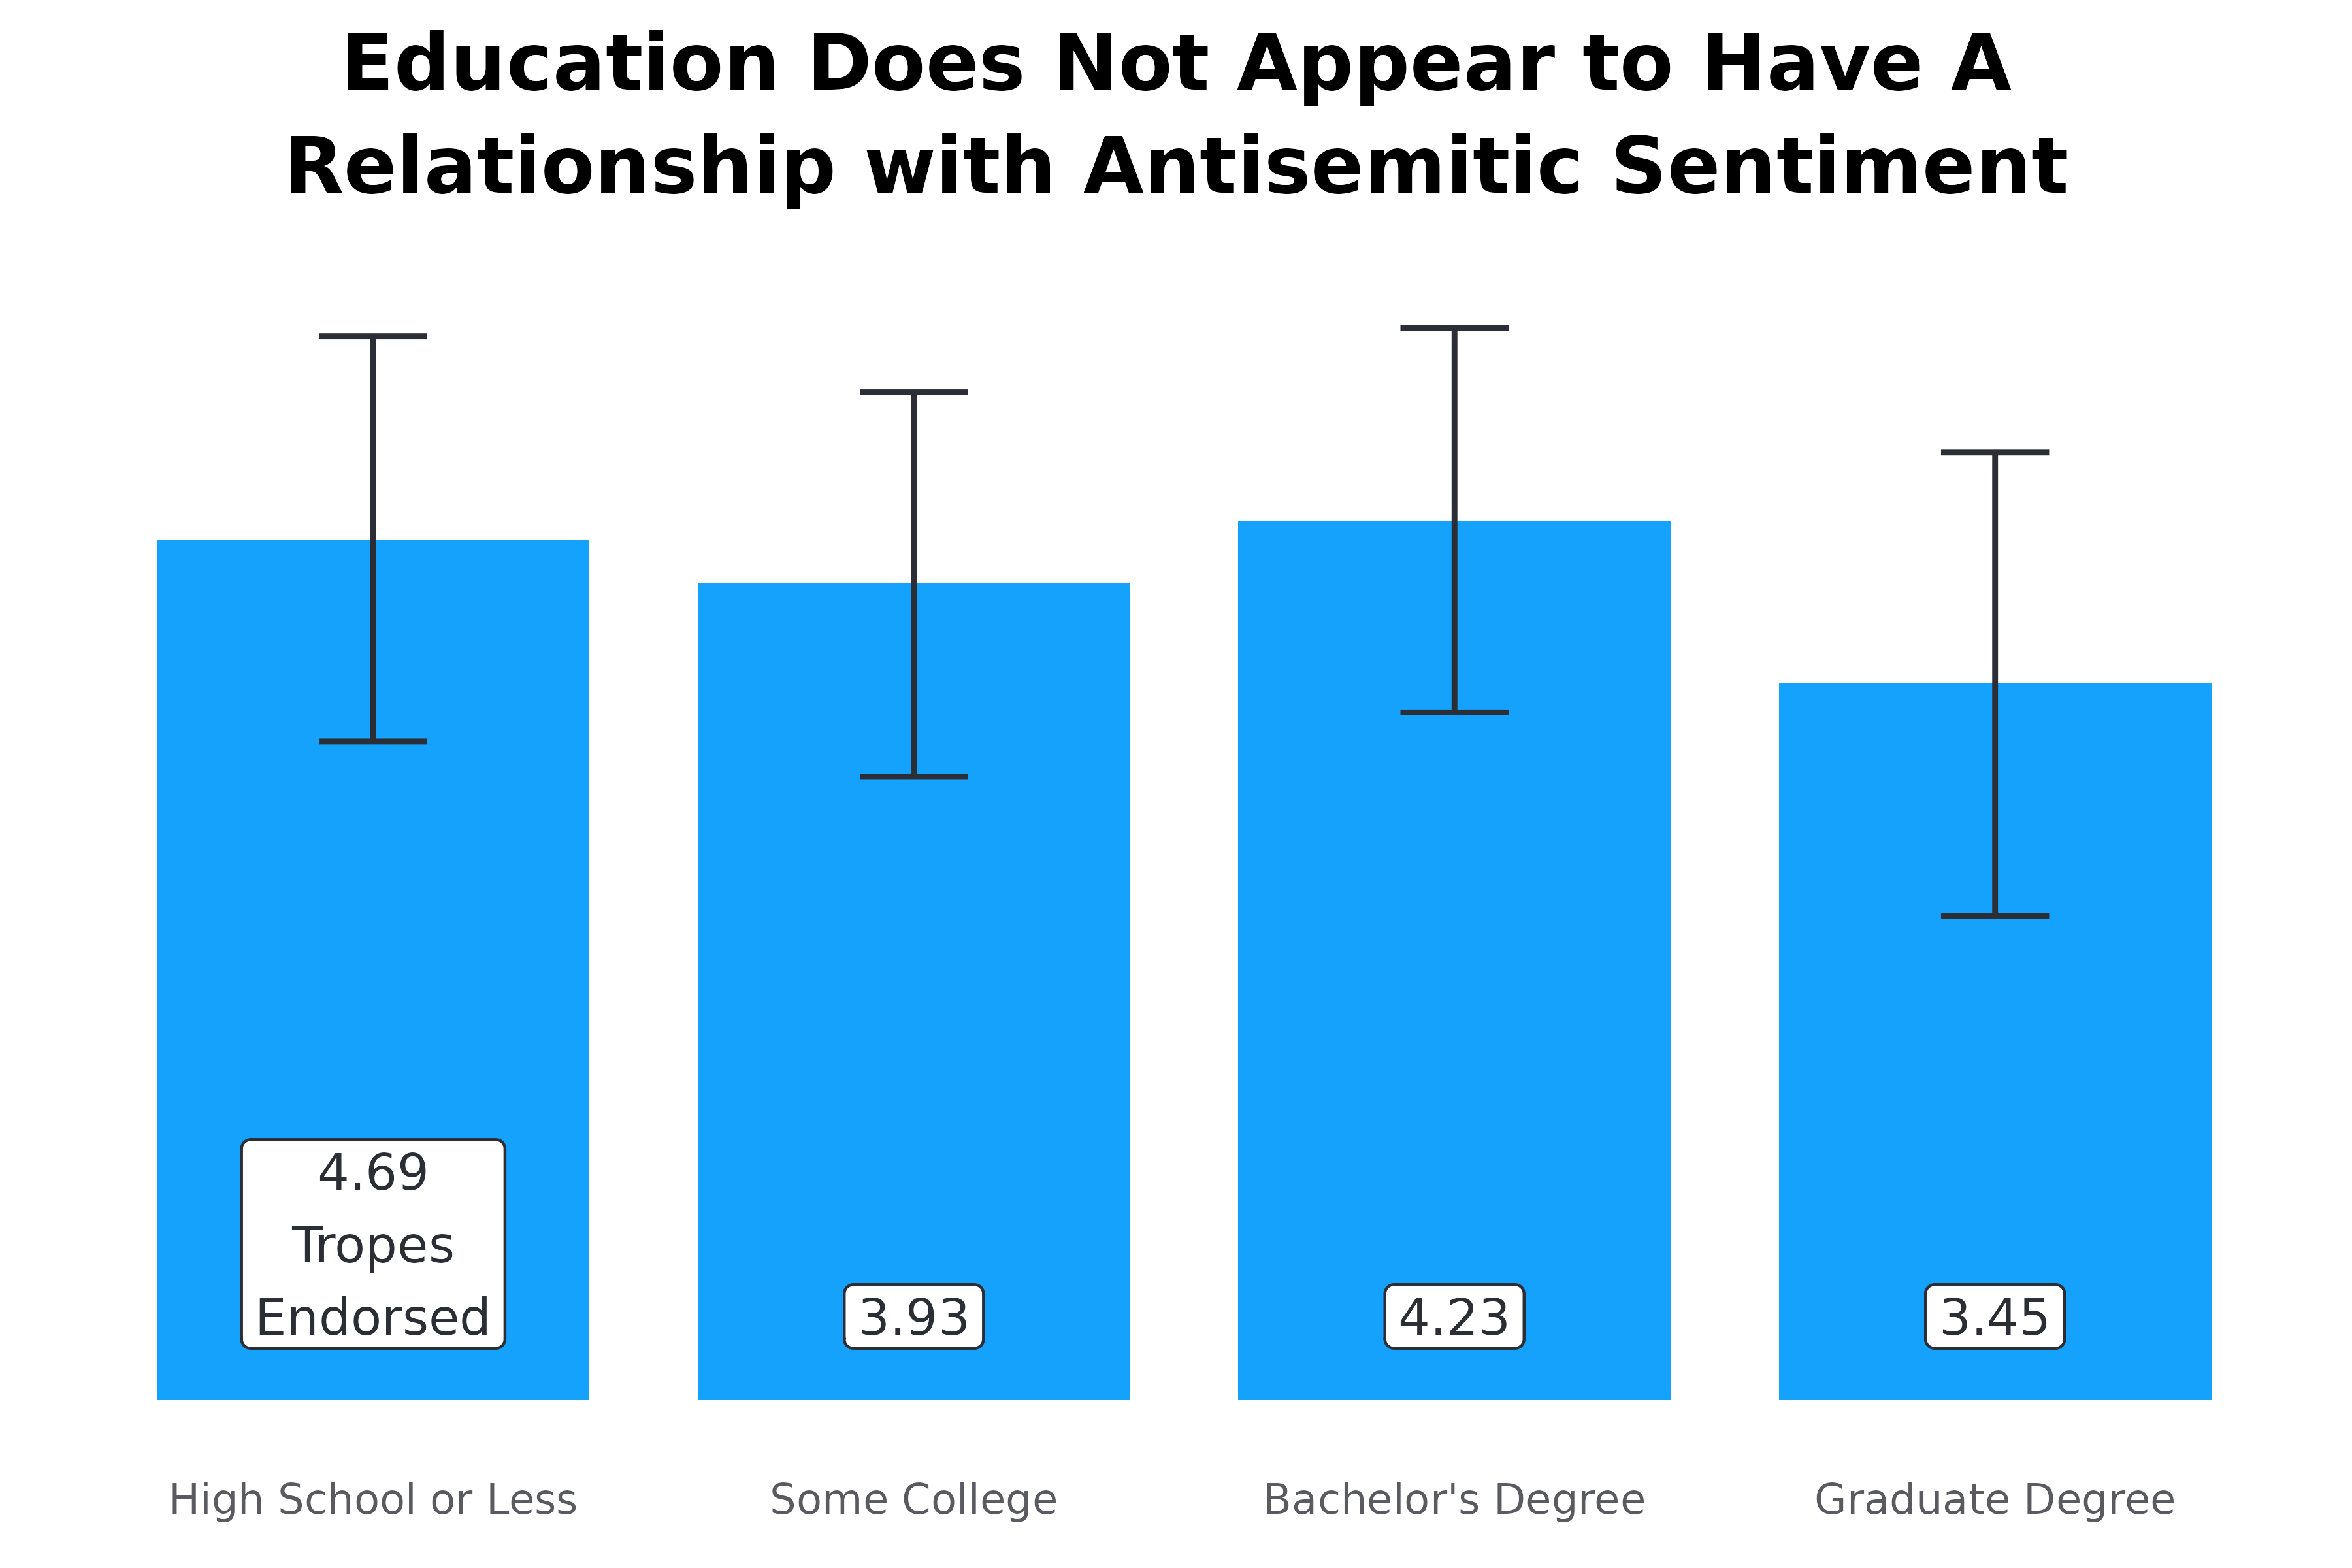 Education Does Not Appear to Have A
Relationship with Antisemitic Sentiment
4.69
Tropes
Endorsed
3.93
4.23
3.45
High School or Less
Some College
Bachelor's Degree
Graduate Degree